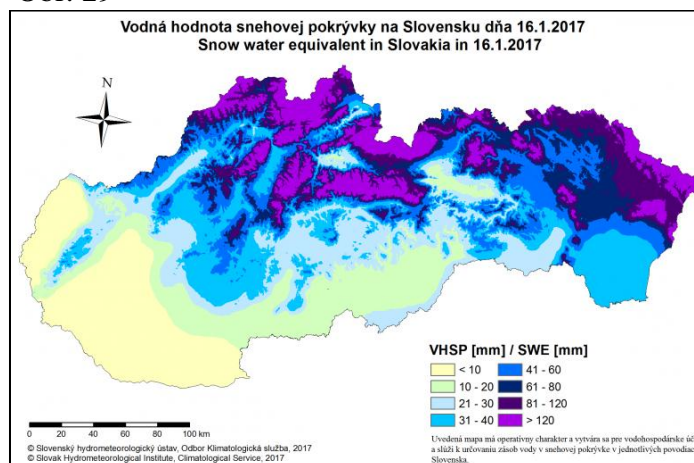 Vodná hodnota snehovej pokrývky na Slovensku dňa 16.1.2017
Snow water equivalent in Slovakia in 16.1.2017
N
VHSP [mm] / SWE [mm]
< 10 41 - 60
10 - 20 61 - 80
21 - 30 81 - 120
31 - 40 > 120
0 20 40 60 80 100 km
© Slovenský hydrometeorologický ústav, Odbor Klimatologická služba, 2017
© Slovak Hydrometeorological Institute, Climatological Service, 2017
Uvedená mapa má operatívny charakter a vytvára sa pre vodohospodárske úč
a slúži k určovaniu zásob vody v snehovej pokrývke v jednotlivých povodiac
Slovenska.